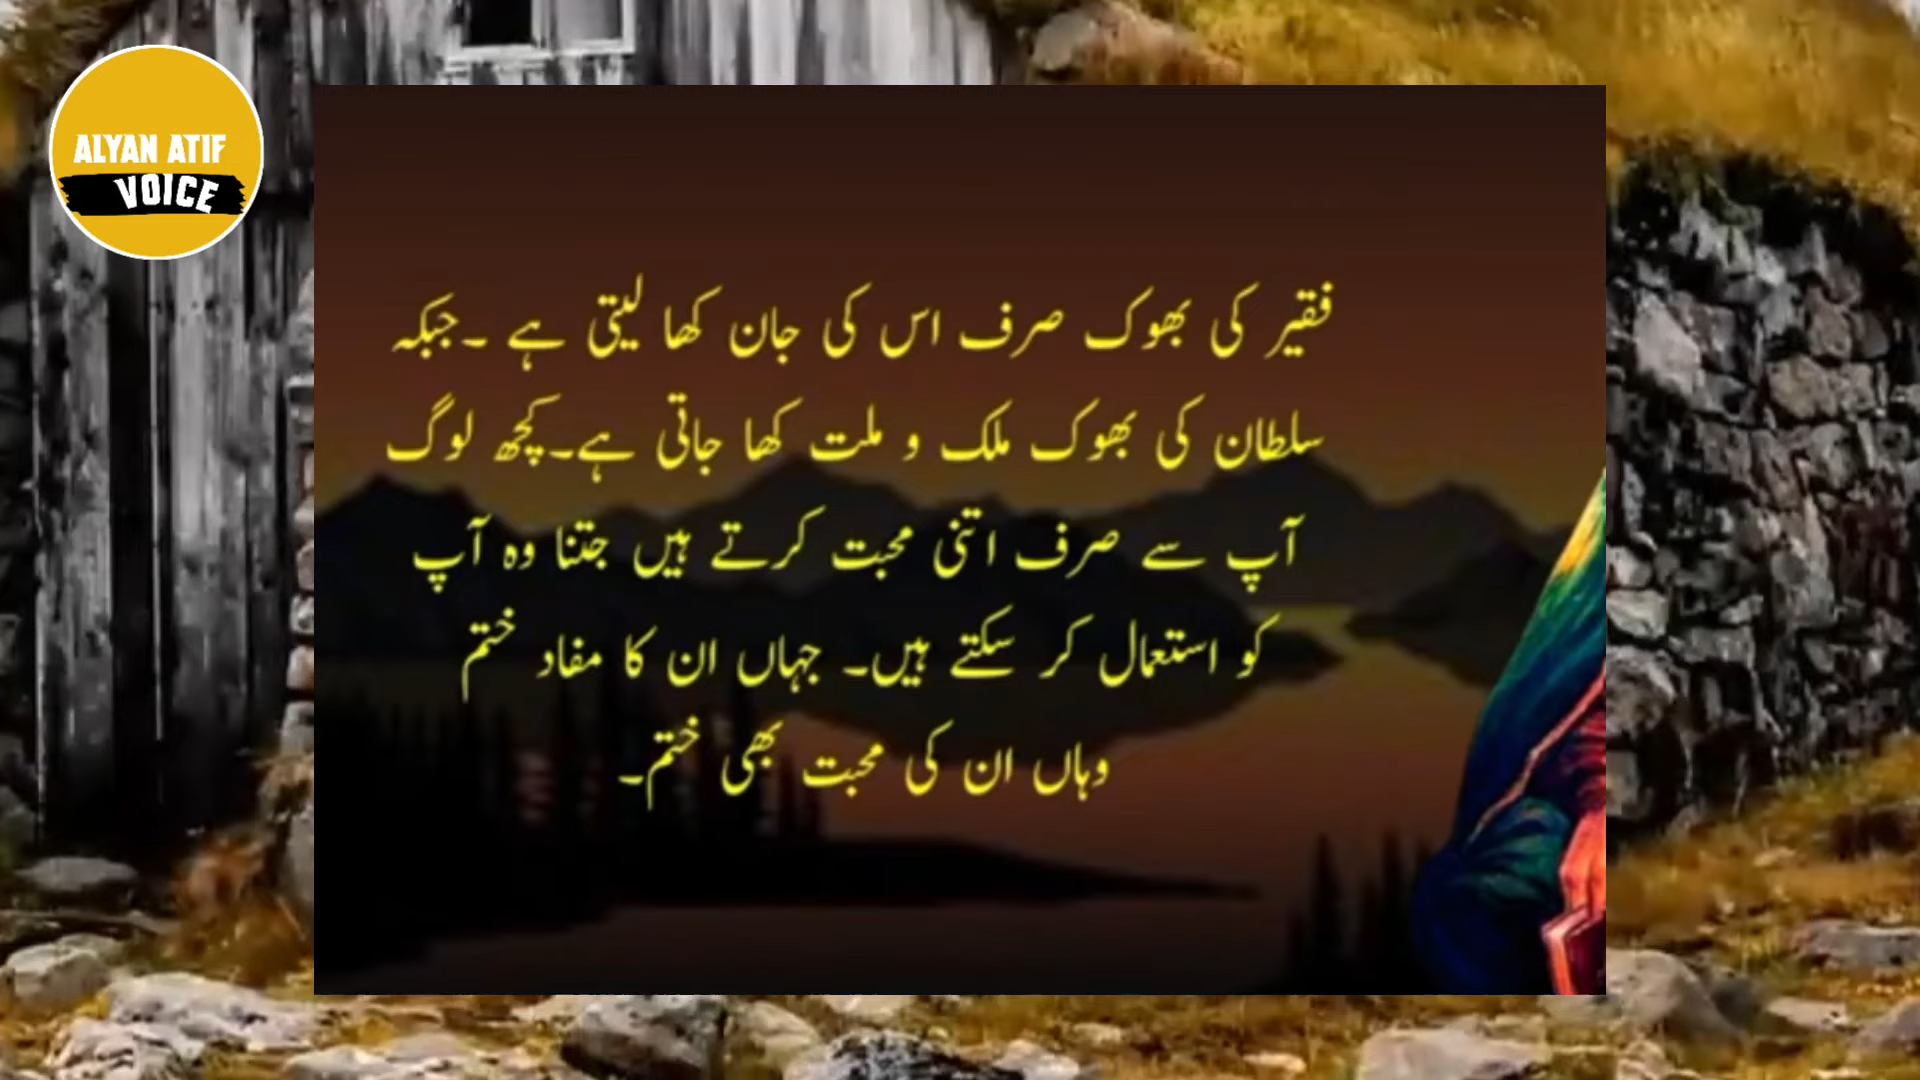 ALYAN ATIF
VOICE
فقیر کی بھوک صرف اس کی جان کھا لیتی ہے ۔جبکہ
سلطان کی بھوک ملک و ملت کھا جاتی ہے۔کچھ لوگ
آپ سے صرف اتنی محبت کرتے ہیں جتنا وہ آپ
کو استعمال کر سکتے ہیں۔ جہاں ان کا مفاد ختم
وہاں ان کی محبت بھی ختم۔